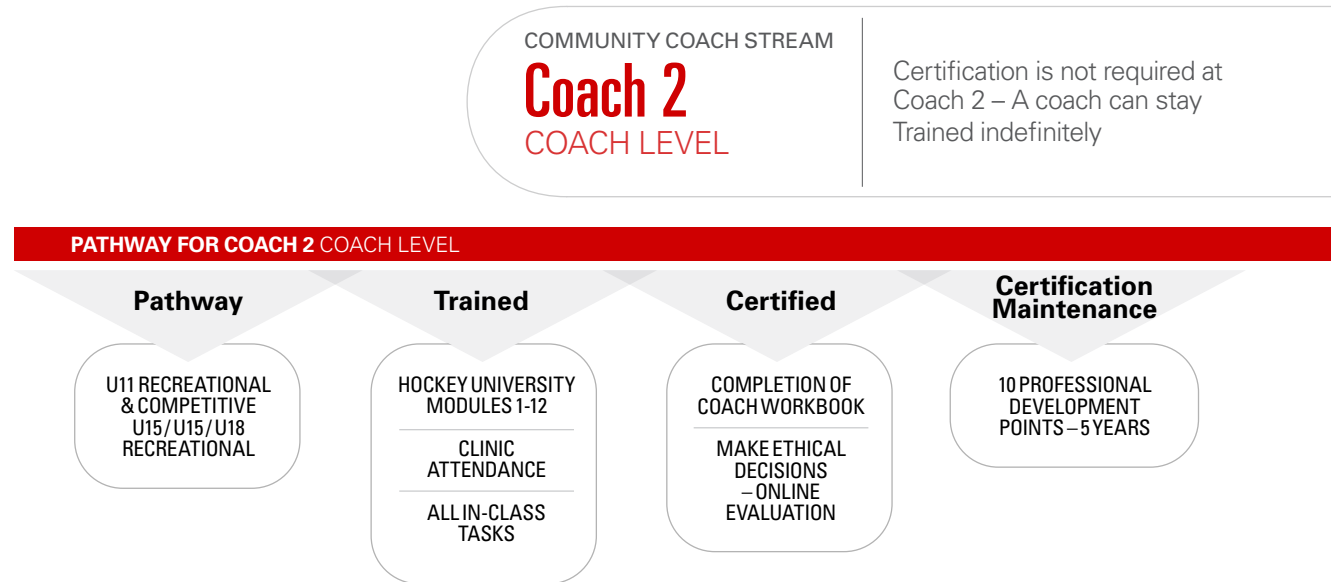 COMMUNITY COACH STREAM
Coach 2
COACH LEVEL
Certification is not required at
Coach 2 – A coach can stay
Trained indefinitely
PATHWAY FOR COACH 2 COACH LEVEL
Pathway
U11 RECREATIONAL
& COMPETITIVE
U15/U15/U18
RECREATIONAL
Trained
HOCKEY UNIVERSITY
MODULES 1-12
CLINIC
ATTENDANCE
ALL IN-CLASS
TASKS
Certified
COMPLETION OF
COACH WORKBOOK
MAKE ETHICAL
DECISIONS
– ONLINE
EVALUATION
Certification
Maintenance
10 PROFESSIONAL
DEVELOPMENT
POINTS – 5 YEARS